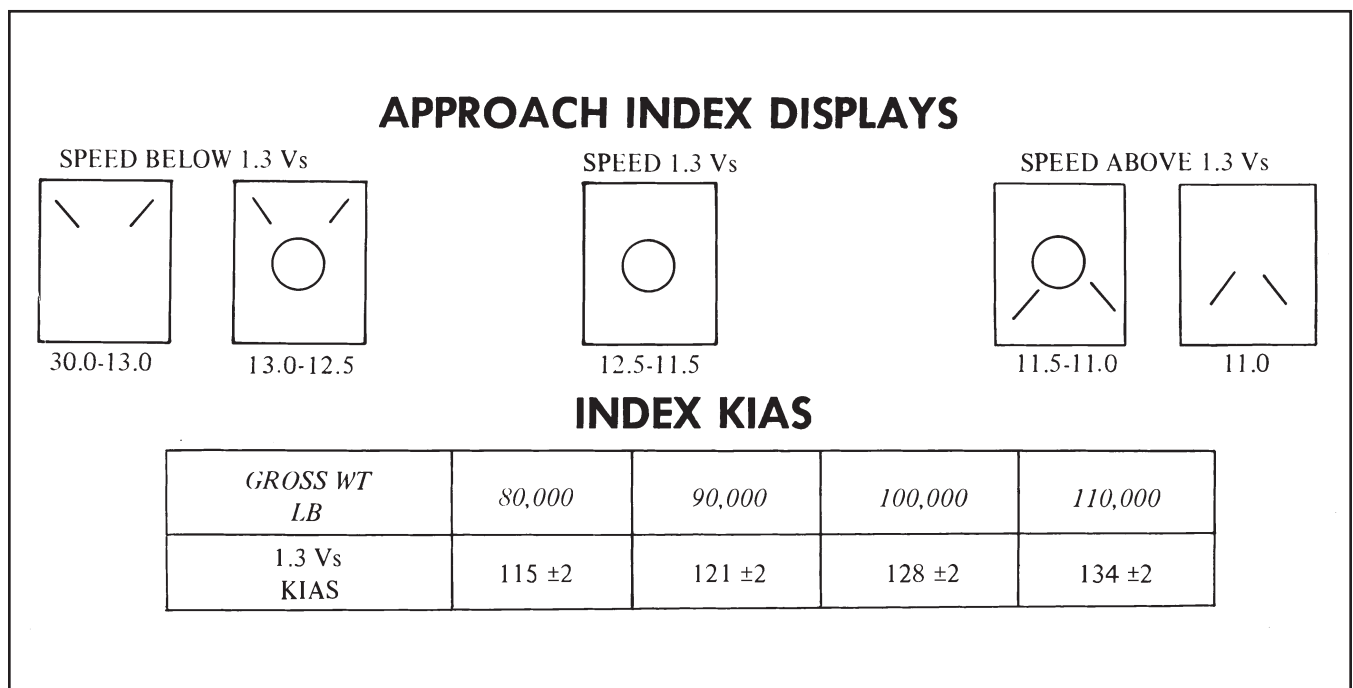 APPROACH INDEX DISPLAYS
SPEED BELOW 1.3 Vs
SPEED 1.3 Vs
SPEED ABOVE 1.3 Vs
30.0-13.0
13.0-12.5
12.5-11.5
11.5-11.0
11.0
INDEX KIAS
GROSS WT
LB
80,000
90,000
100,000
110,000
1.3 Vs
KIAS
115 ±2
121 ±2
128 ±2
134 ±2